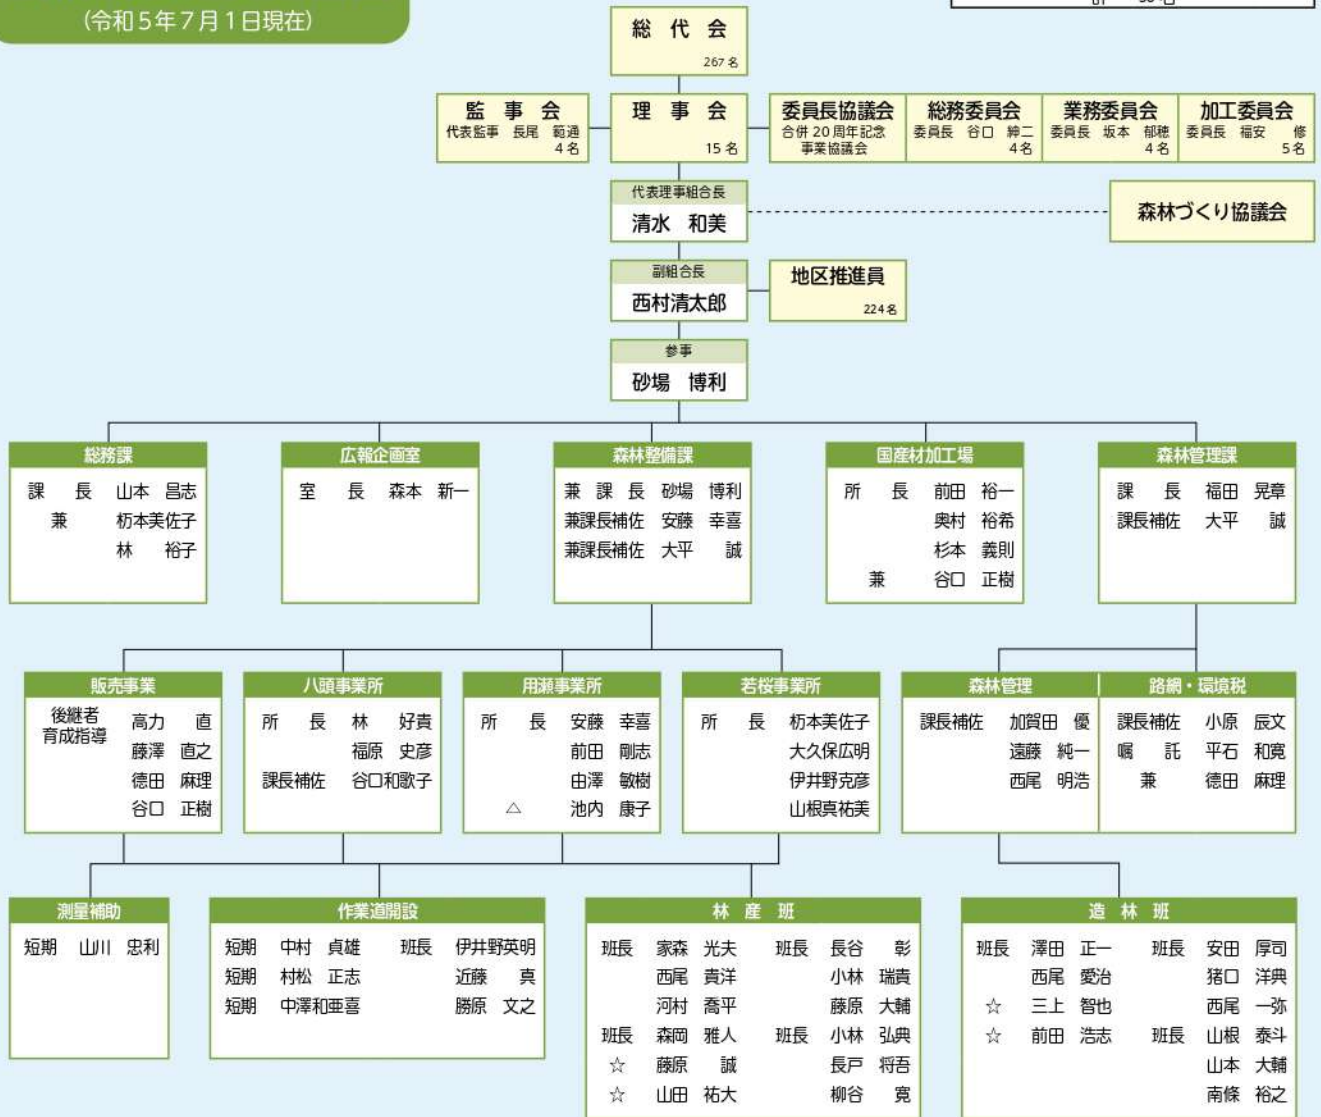 (令和5年7月1日現在)
総代会
267名
監事会
代表監事 長尾 範通
4名
理事会
15名
委員長協議会
合併20周年記念
事業協議会
総務委員会
委員長 谷口 紳二
4名
業務委員会
委員長 坂本 郁穂
4名
加工委員会
委員長 福安 修
5名
代表理事組合長
清水 和美
森林づくり協議会
副組合長
西村清太郎
地区推進員
224名
参事
砂場 博利
総務課
課長 山本 昌志
兼 杤本美佐子
林 裕子
広報企画室
室長 森本 新一
森林整備課
兼課長 砂場 博利
兼課長補佐 安藤 幸喜
兼課長補佐 大平 誠
国産材加工場
所長 前田 裕一
奥村 裕希
杉本 義則
兼 谷口 正樹
森林管理課
課長 福田 晃章
課長補佐 大平 誠
販売事業
後継者
育成指導
高力 直
藤澤 直之
徳田 麻理
谷口 正樹
八頭事業所
所長 林 好貴
福原 史彦
課長補佐 谷口和歌子
用瀬事業所
所長 安藤 幸喜
前田 剛志
由澤 敏樹
△ 池内 康子
若桜事業所
所長 杤本美佐子
大久保広明
伊井野克彦
山根真祐美
森林管理
課長補佐 加賀田 優
遠藤 純一
西尾 明浩
路網・環境税
課長補佐 小原 辰文
嘱託 平石 和寛
兼 徳田 麻理
測量補助
短期 山川 忠利
作業道開設
短期 中村 貞雄 班長 伊井野英明
短期 村松 正志 近藤 真
短期 中澤和亜喜 勝原 文之
林産班
班長 家森 光夫 班長 長谷 彰
西尾 貴洋 小林 瑞貴
河村 喬平 藤原 大輔
班長 森岡 雅人 班長 小林 弘典
☆ 藤原 誠 長戸 将吾
☆ 山田 祐大 柳谷 寛
造林班
班長 澤田 正一 班長 安田 厚司
西尾 愛治 猪口 洋典
☆ 三上 智也 西尾 一弥
☆ 前田 浩志 班長 山根 泰斗
山本 大輔
南條 裕之